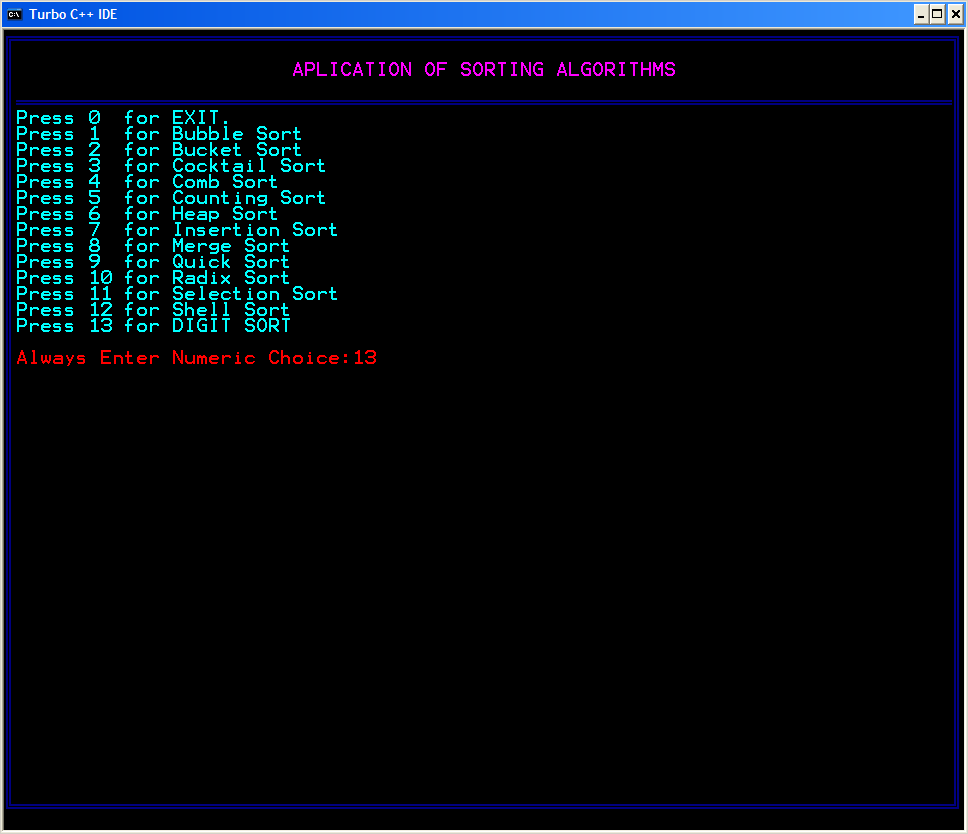 Turbo C++ IDE
APLICATION OF SORTING ALGORITHMS
Press 0  for EXIT.
Press 1  for Bubble Sort
Press 2  for Bucket Sort
Press 3  for Cocktail Sort
Press 4  for Comb Sort
Press 5  for Counting Sort
Press 6  for Heap Sort
Press 7  for Insertion Sort
Press 8  for Merge Sort
Press 9  for Quick Sort
Press 10 for Radix Sort
Press 11 for Selection Sort
Press 12 for Shell Sort
Press 13 for DIGIT SORT
Always Enter Numeric Choice:13